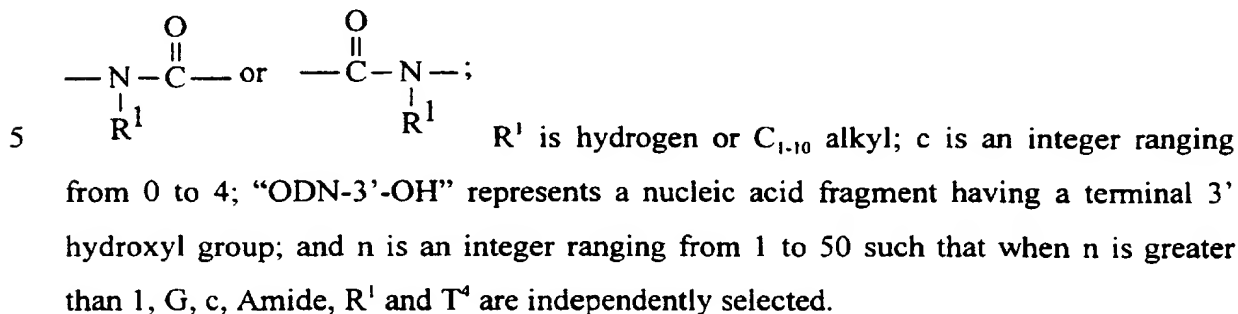 O O
|| ||
—N–C— or —C–N—;
| |
R¹ R¹
5 R¹ is hydrogen or C₁₋₁₀ alkyl; c is an integer ranging
from 0 to 4; “ODN-3’-OH” represents a nucleic acid fragment having a terminal 3’
hydroxyl group; and n is an integer ranging from 1 to 50 such that when n is greater
than 1, G, c, Amide, R¹ and T⁴ are independently selected.